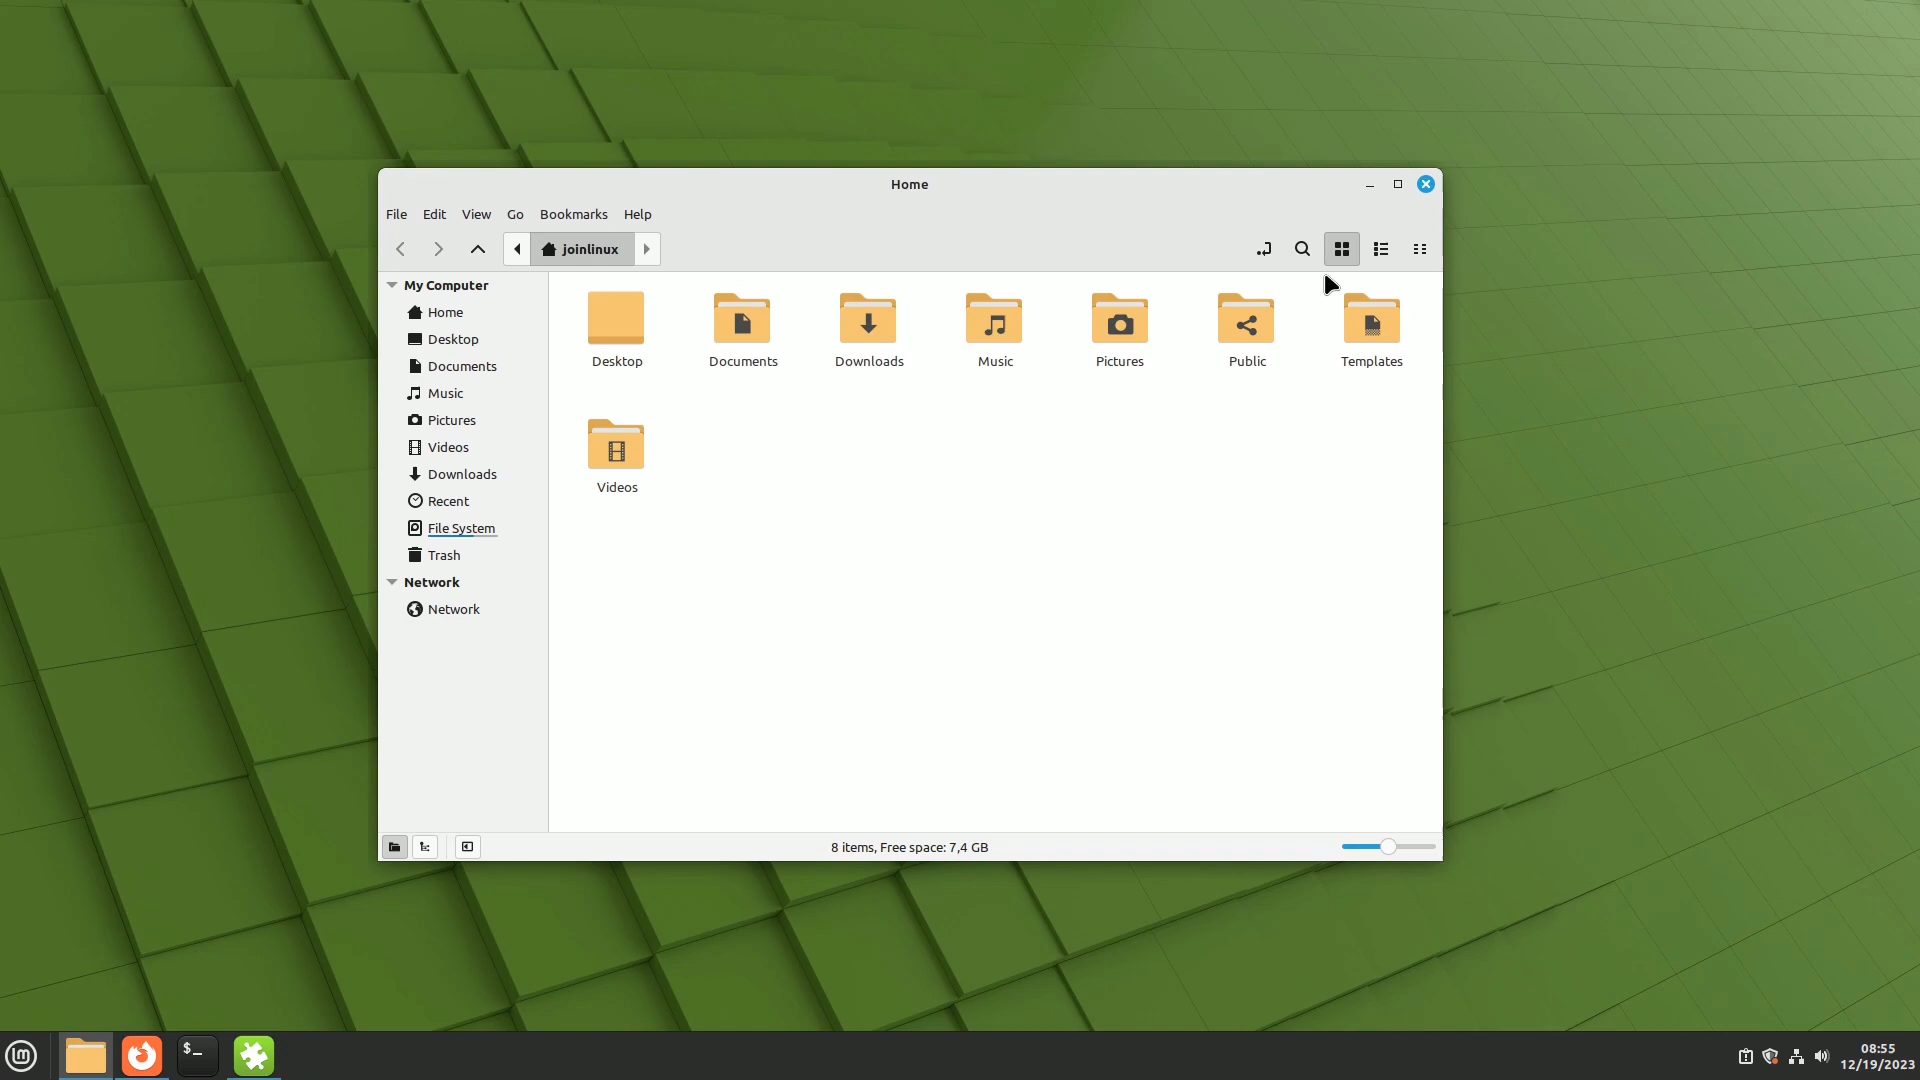 Home
File Edit View Go Bookmarks Help
joinlinux
My Computer
Home
Desktop
Documents
Music
Pictures
Videos
Downloads
Recent
File System
Trash
Network
Network
Desktop Documents Downloads Music Pictures Public Templates
Videos
8 items, Free space: 7,4 GB
$_
08:55
12/19/2023